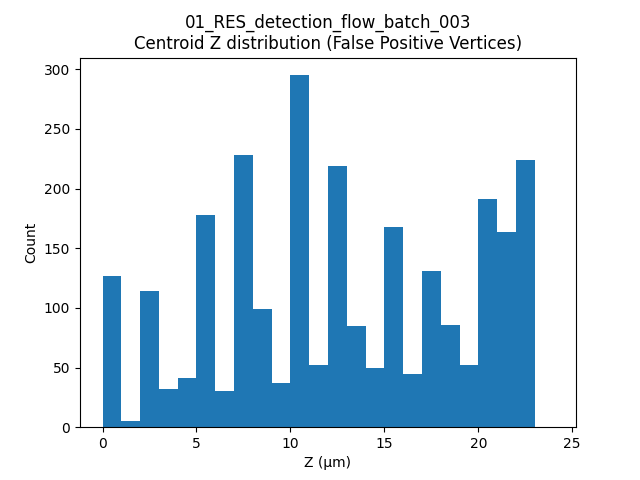 01_RES_detection_flow_batch_003
Centroid Z distribution (False Positive Vertices)
300
250
200
150
100
50
0
Count
0 5 10 15 20 25
Z (µm)